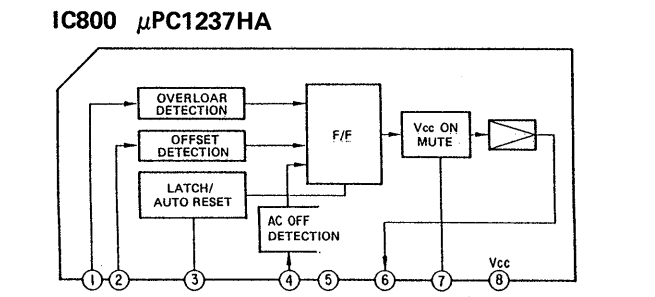 IC800 μPC1237HA
OVERLOAR
DETECTION
OFFSET
DETECTION
LATCH/
AUTO RESET
F/F
AC OFF
DETECTION
Vcc ON
MUTE
Vcc
1 2 3 4 5 6 7 8